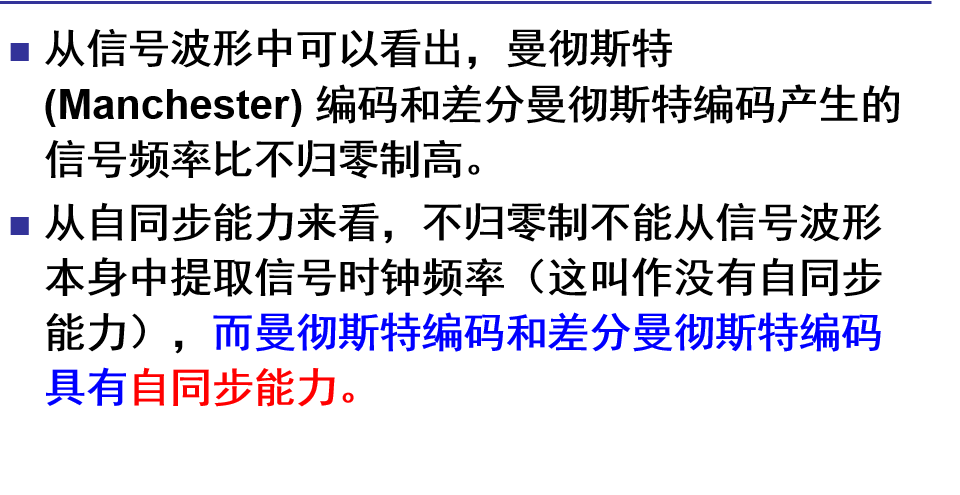 从信号波形中可以看出，曼彻斯特
(Manchester) 编码和差分曼彻斯特编码产生的
信号频率比不归零制高。
从自同步能力来看，不归零制不能从信号波形
本身中提取信号时钟频率（这叫作没有自同步
能力），而曼彻斯特编码和差分曼彻斯特编码
具有自同步能力。